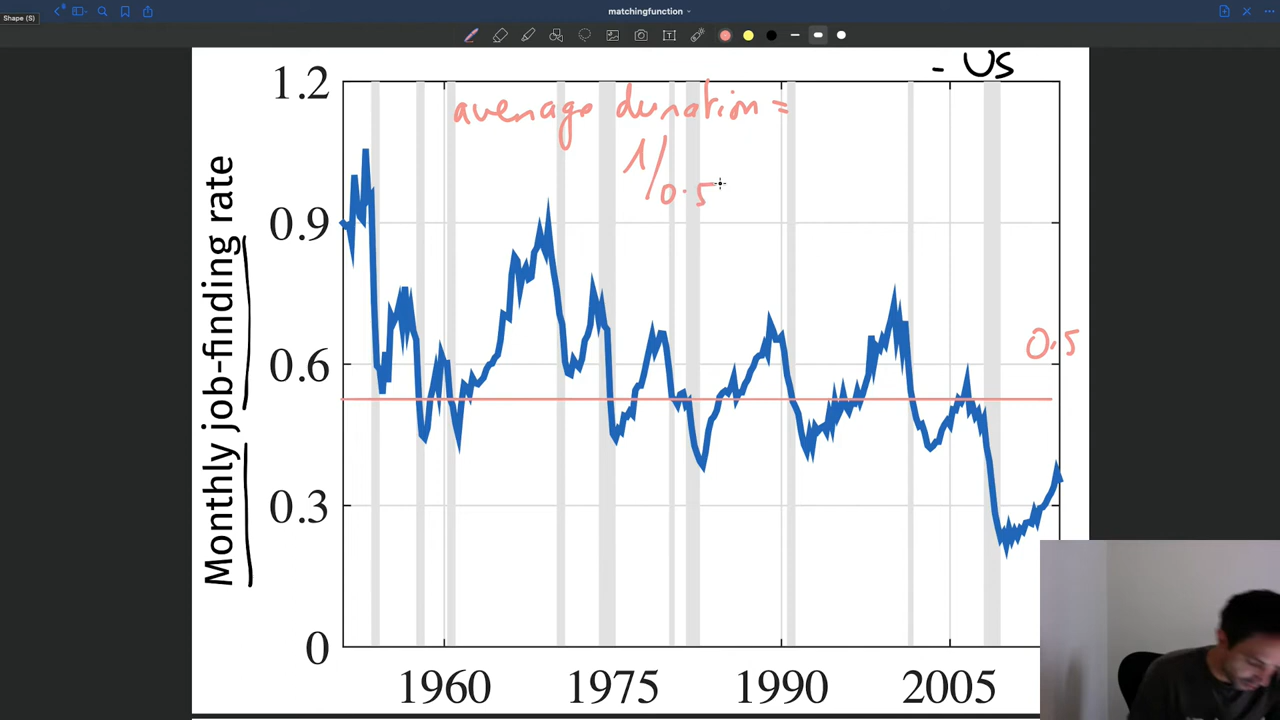 Shape (S)
matchingfunction
- US
1.2
average duration =
1/0.5
0.9
0.5
0.6
0.3
0
1960 1975 1990 2005
Monthly job-finding rate